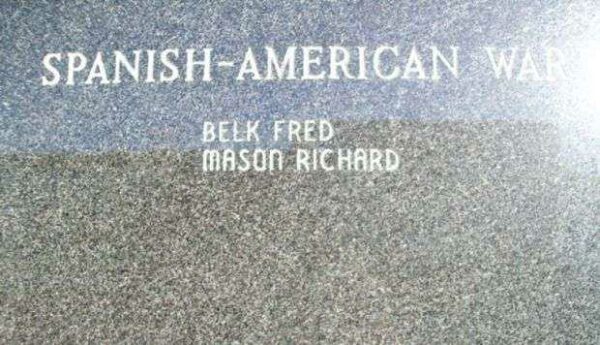 SPANISH-AMERICAN WAR
BELK FRED
MASON RICHARD